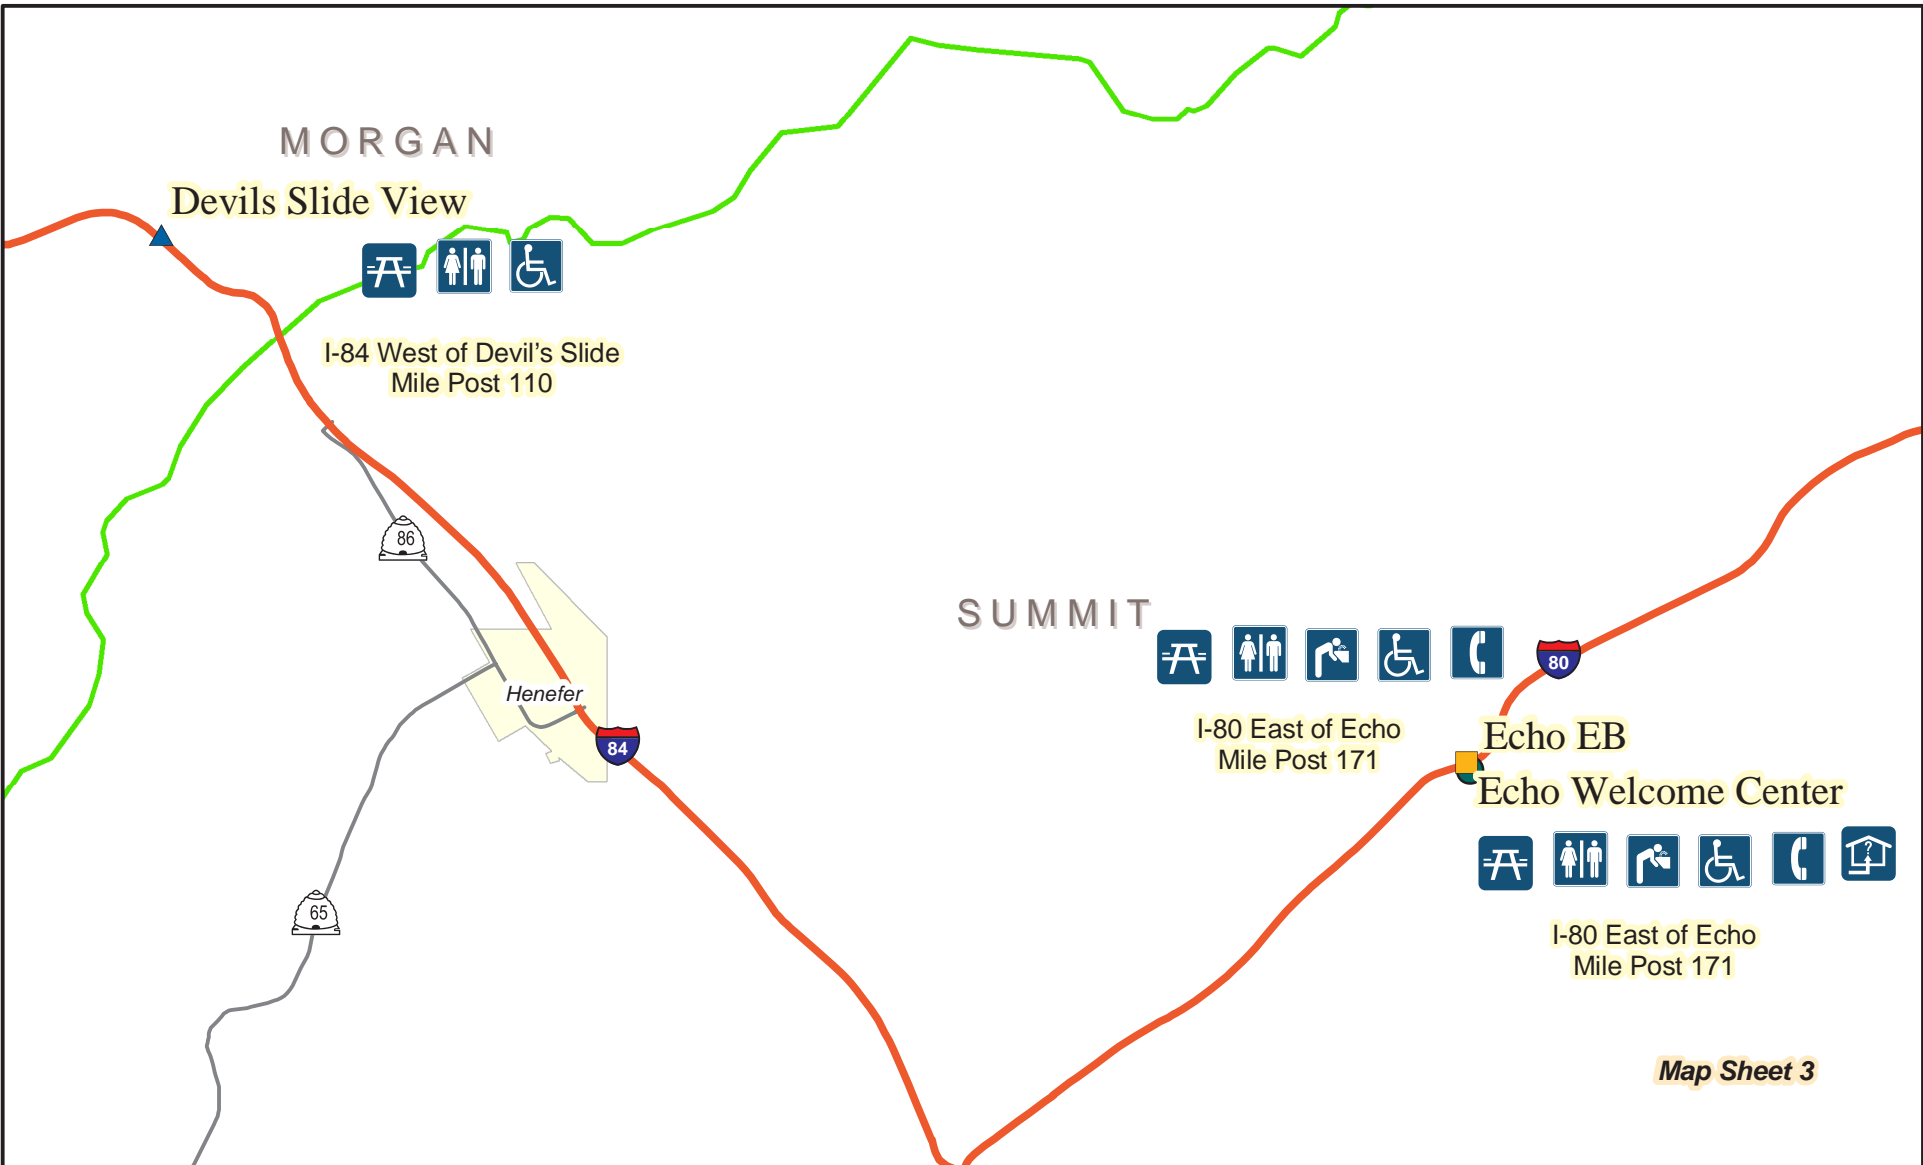 MORGAN
Devils Slide View
I-84 West of Devil's Slide
Mile Post 110
86
SUMMIT
80
Henefer
I-80 East of Echo
Mile Post 171
Echo EB
84
Echo Welcome Center
?
65
I-80 East of Echo
Mile Post 171
Map Sheet 3